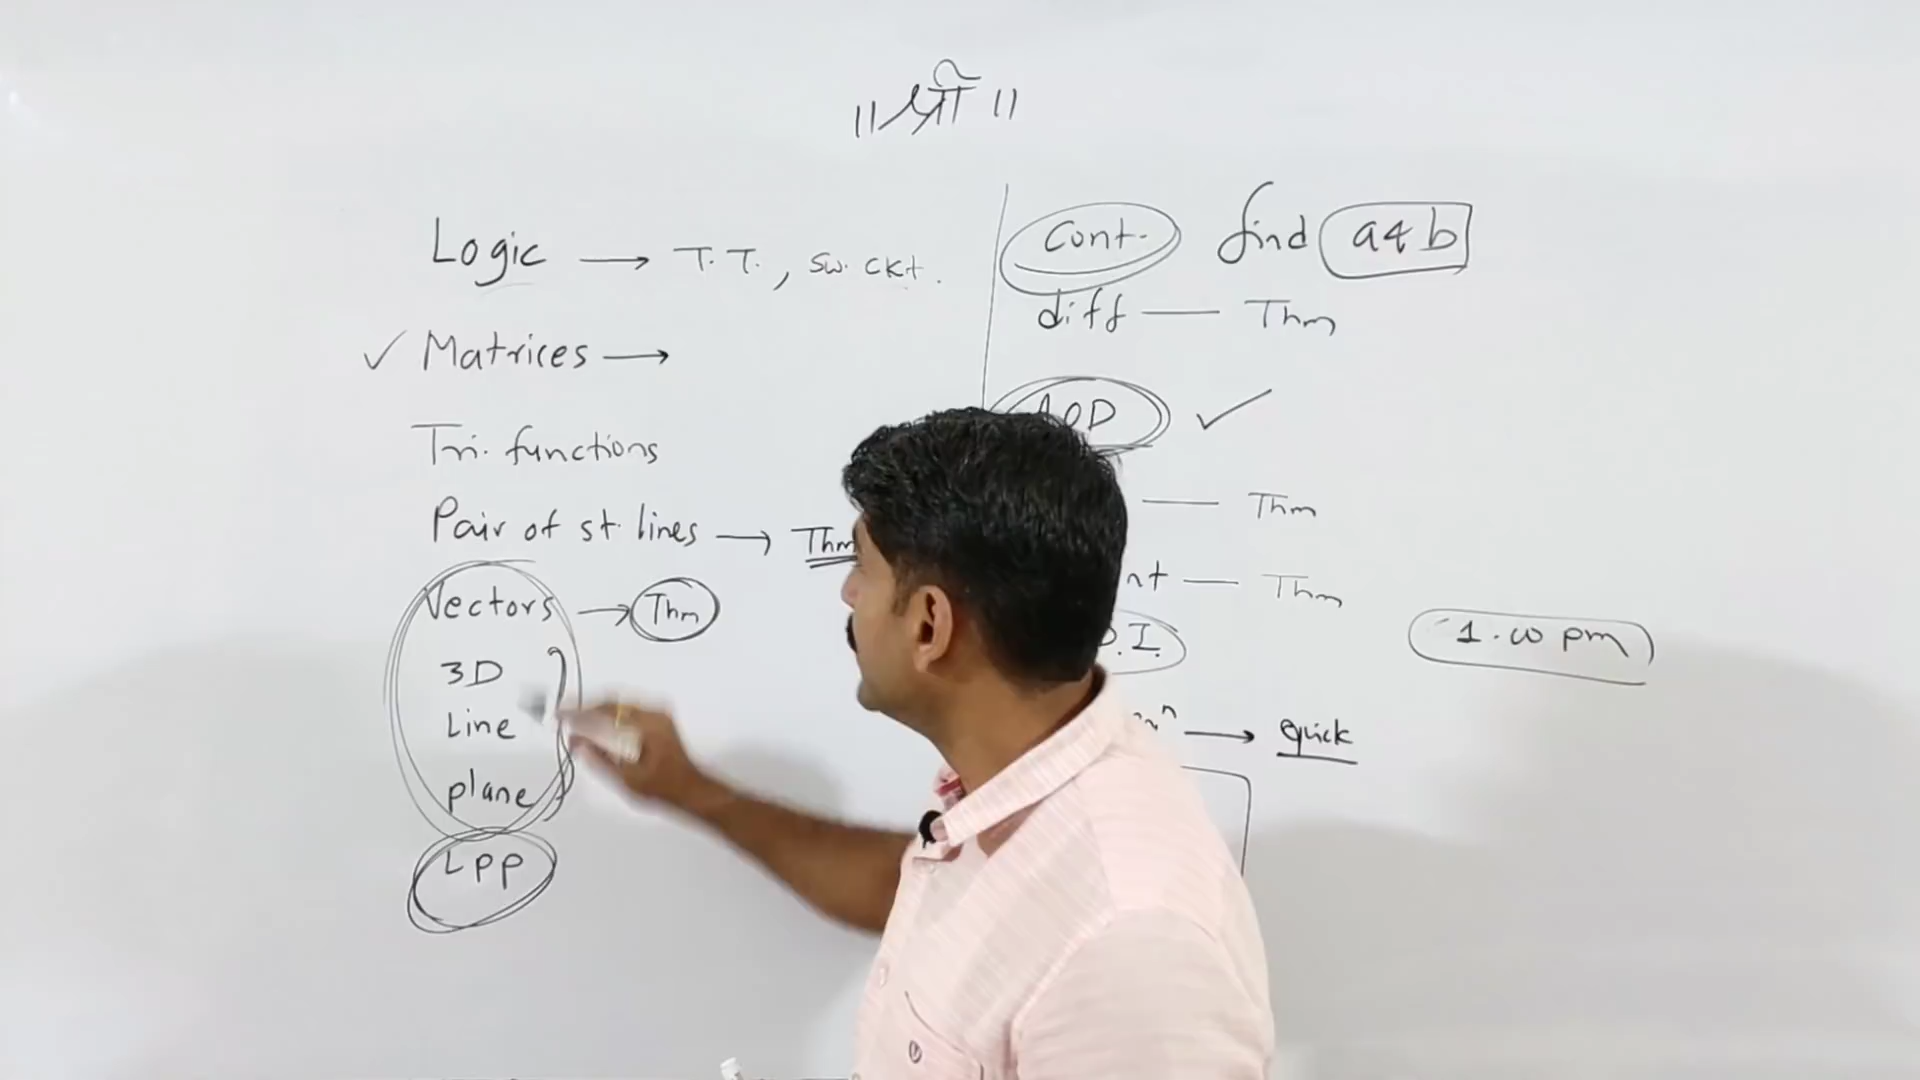 ॥ श्री ॥
Logic → T.T., sw. ckt.
✓ Matrices →
Tri. functions
Pair of st. lines → Thm
Vectors → Thm
3D
Line
plane
LPP
Cont. find a & b
diff — Thm
AOD ✓
— Thm
— Thm
1.00 pm
→ quick